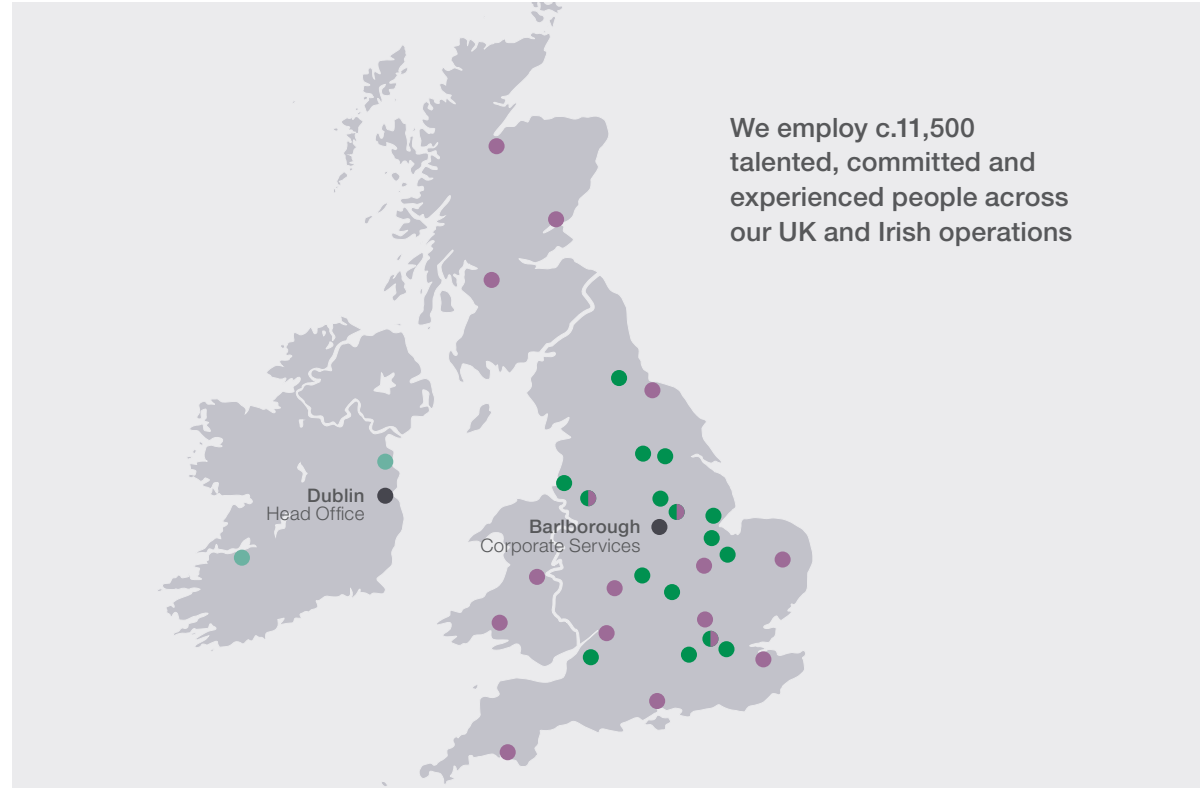 We employ c.11,500
talented, committed and
experienced people across
our UK and Irish operations
Dublin
Head Office
Barlborough
Corporate Services